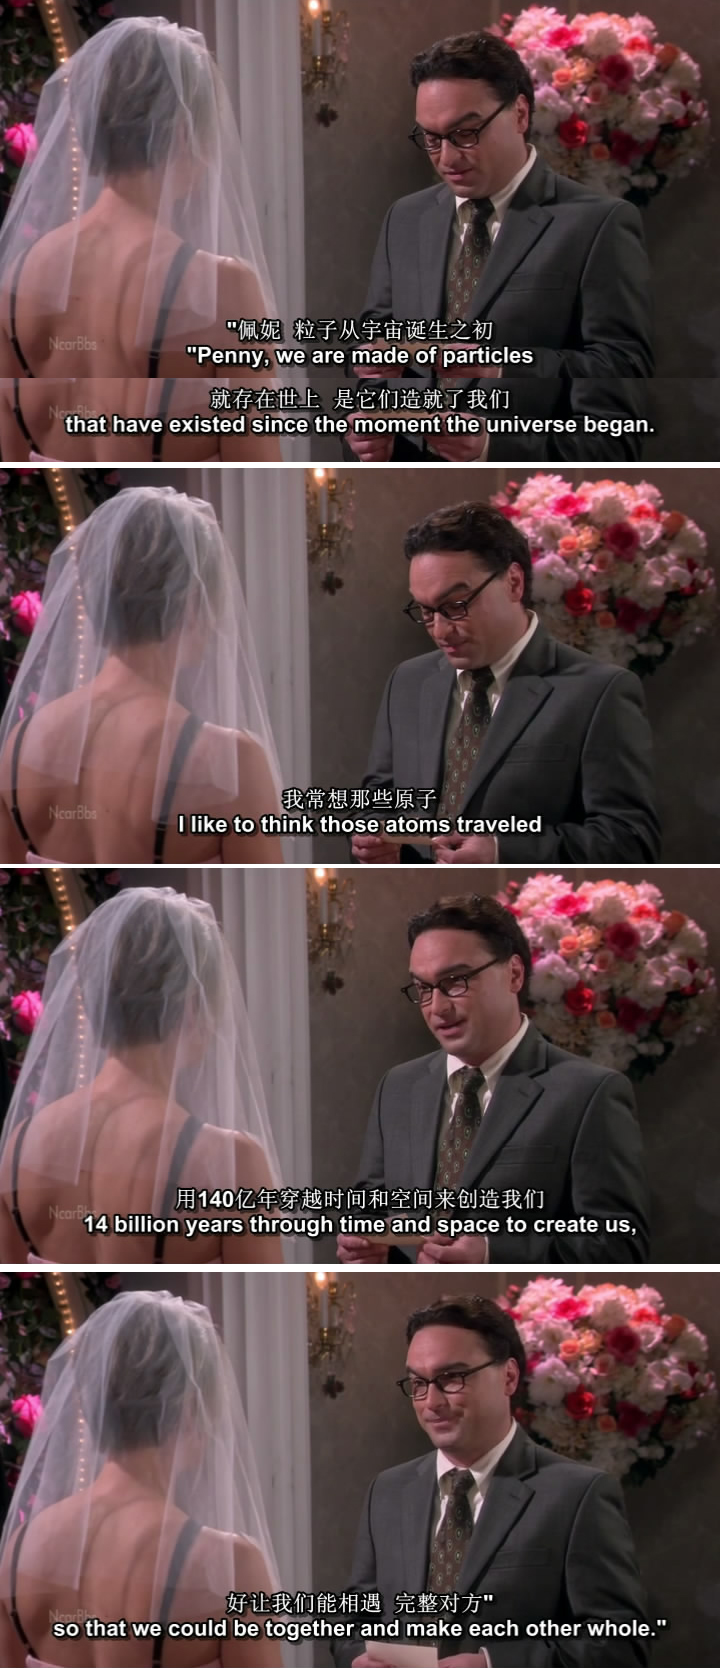 "佩妮 粒子从宇宙诞生之初
"Penny, we are made of particles
NcarBbs
就存在世上 是它们造就了我们
that have existed since the moment the universe began.
NcarBbs
我常想那些原子
I like to think those atoms traveled
NcarBbs
用140亿年穿越时间和空间来创造我们
14 billion years through time and space to create us,
NcarBbs
好让我们能相遇 完整对方"
so that we could be together and make each other whole."
NcarBbs